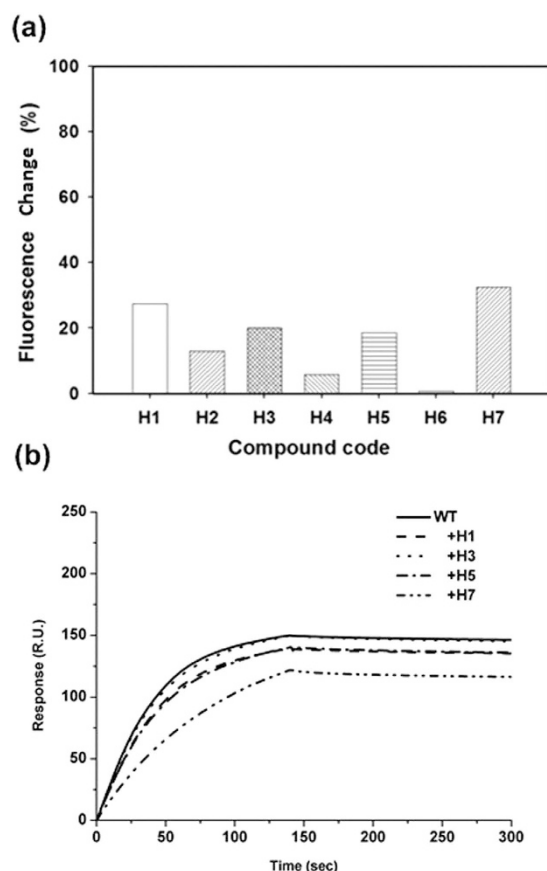 (a)
Fluorescence Change (%)
100
80
60
40
20
0
H1 H2 H3 H4 H5 H6 H7
Compound code
(b)
Response (R.U.)
250
200
150
100
50
0
WT
+H1
+H3
+H5
+H7
0 50 100 150 200 250 300
Time (sec)